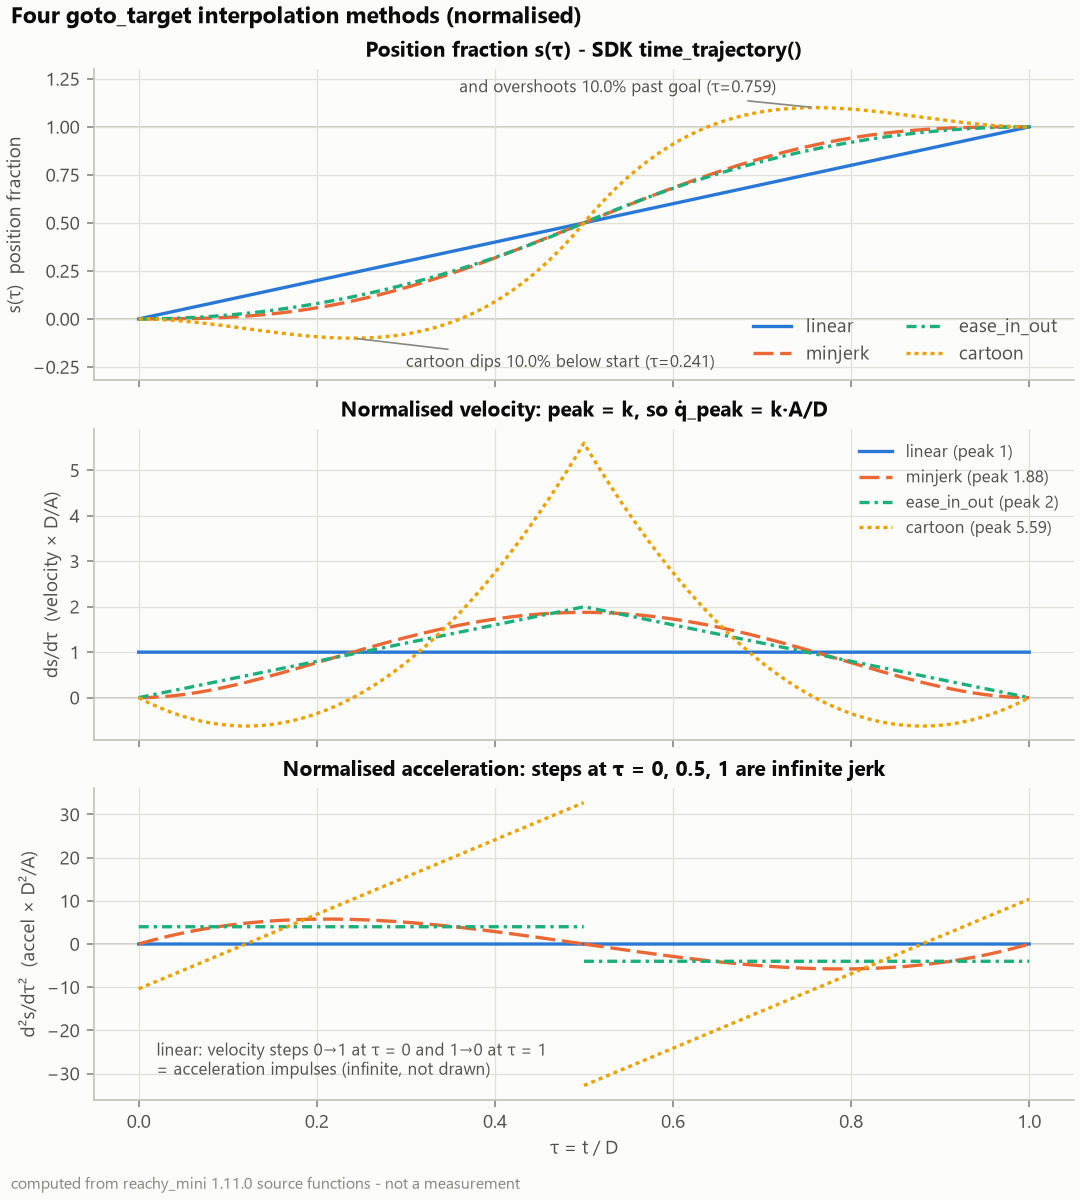 Four goto_target interpolation methods (normalised)
Position fraction s(τ) - SDK time_trajectory()
and overshoots 10.0% past goal (τ=0.759)
1.25
1.00
0.75
0.50
0.25
0.00
−0.25
s(τ) position fraction
cartoon dips 10.0% below start (τ=0.241)
linear
minjerk
ease_in_out
cartoon
Normalised velocity: peak = k, so q̇_peak = k·A/D
5
4
3
2
1
0
ds/dτ (velocity × D/A)
linear (peak 1)
minjerk (peak 1.88)
ease_in_out (peak 2)
cartoon (peak 5.59)
Normalised acceleration: steps at τ = 0, 0.5, 1 are infinite jerk
30
20
10
0
−10
−20
−30
d²s/dτ² (accel × D²/A)
linear: velocity steps 0→1 at τ = 0 and 1→0 at τ = 1
= acceleration impulses (infinite, not drawn)
0.0 0.2 0.4 0.6 0.8 1.0
τ = t / D
computed from reachy_mini 1.11.0 source functions - not a measurement